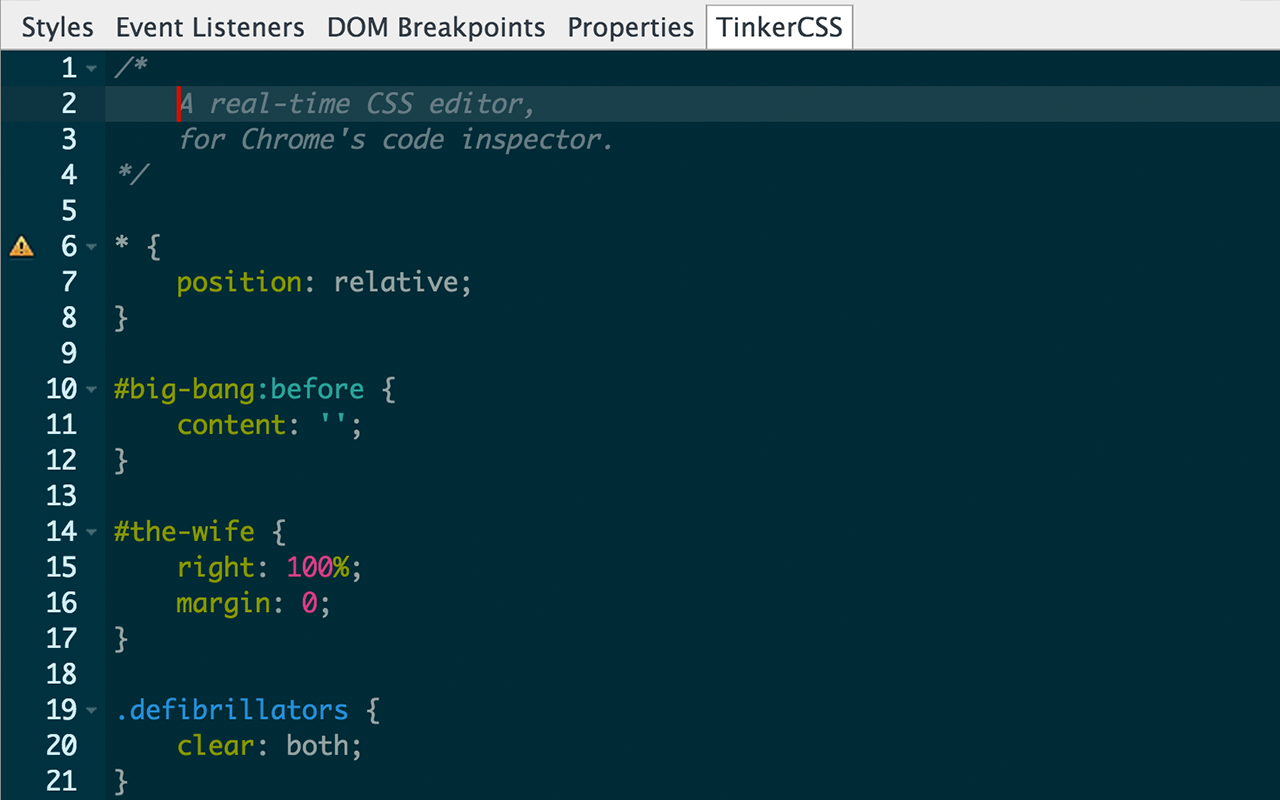 Styles Event Listeners DOM Breakpoints Properties TinkerCSS
1 /*
2 A real-time CSS editor,
3 for Chrome's code inspector.
4 */
5
6 * {
7 position: relative;
8 }
9
10 #big-bang:before {
11 content: '';
12 }
13
14 #the-wife {
15 right: 100%;
16 margin: 0;
17 }
18
19 .defibrillators {
20 clear: both;
21 }